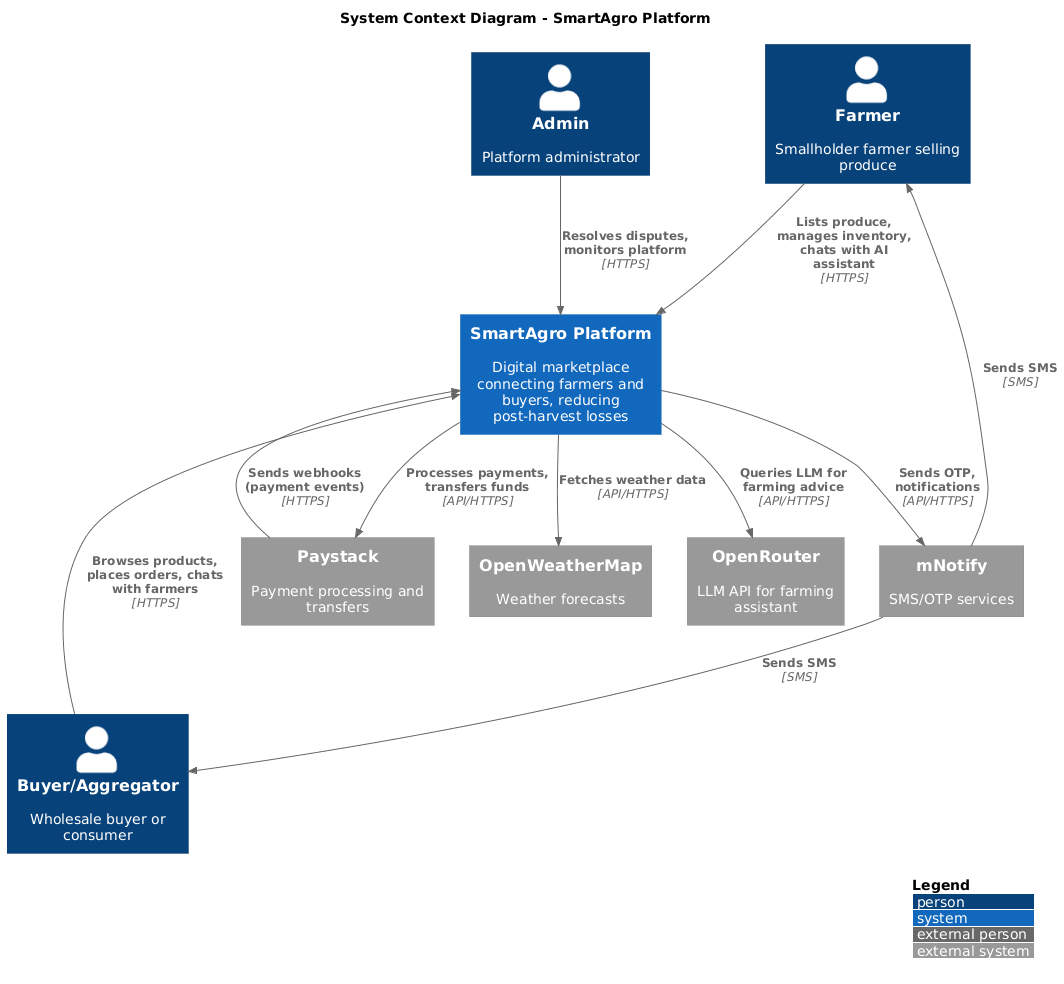 System Context Diagram - SmartAgro Platform
Admin
Platform administrator
Farmer
Smallholder farmer selling
produce
Resolves disputes,
monitors platform
[HTTPS]
Lists produce,
manages inventory,
chats with AI
assistant
[HTTPS]
SmartAgro Platform
Digital marketplace
connecting farmers and
buyers, reducing
post-harvest losses
Sends SMS
[SMS]
Sends webhooks
(payment events)
[HTTPS]
Processes payments,
transfers funds
[API/HTTPS]
Fetches weather data
[API/HTTPS]
Queries LLM for
farming advice
[API/HTTPS]
Sends OTP,
notifications
[API/HTTPS]
Browses products,
places orders, chats
with farmers
[HTTPS]
Paystack
Payment processing and
transfers
OpenWeatherMap
Weather forecasts
OpenRouter
LLM API for farming
assistant
mNotify
SMS/OTP services
Sends SMS
[SMS]
Buyer/Aggregator
Wholesale buyer or
consumer
Legend
person
system
external person
external system